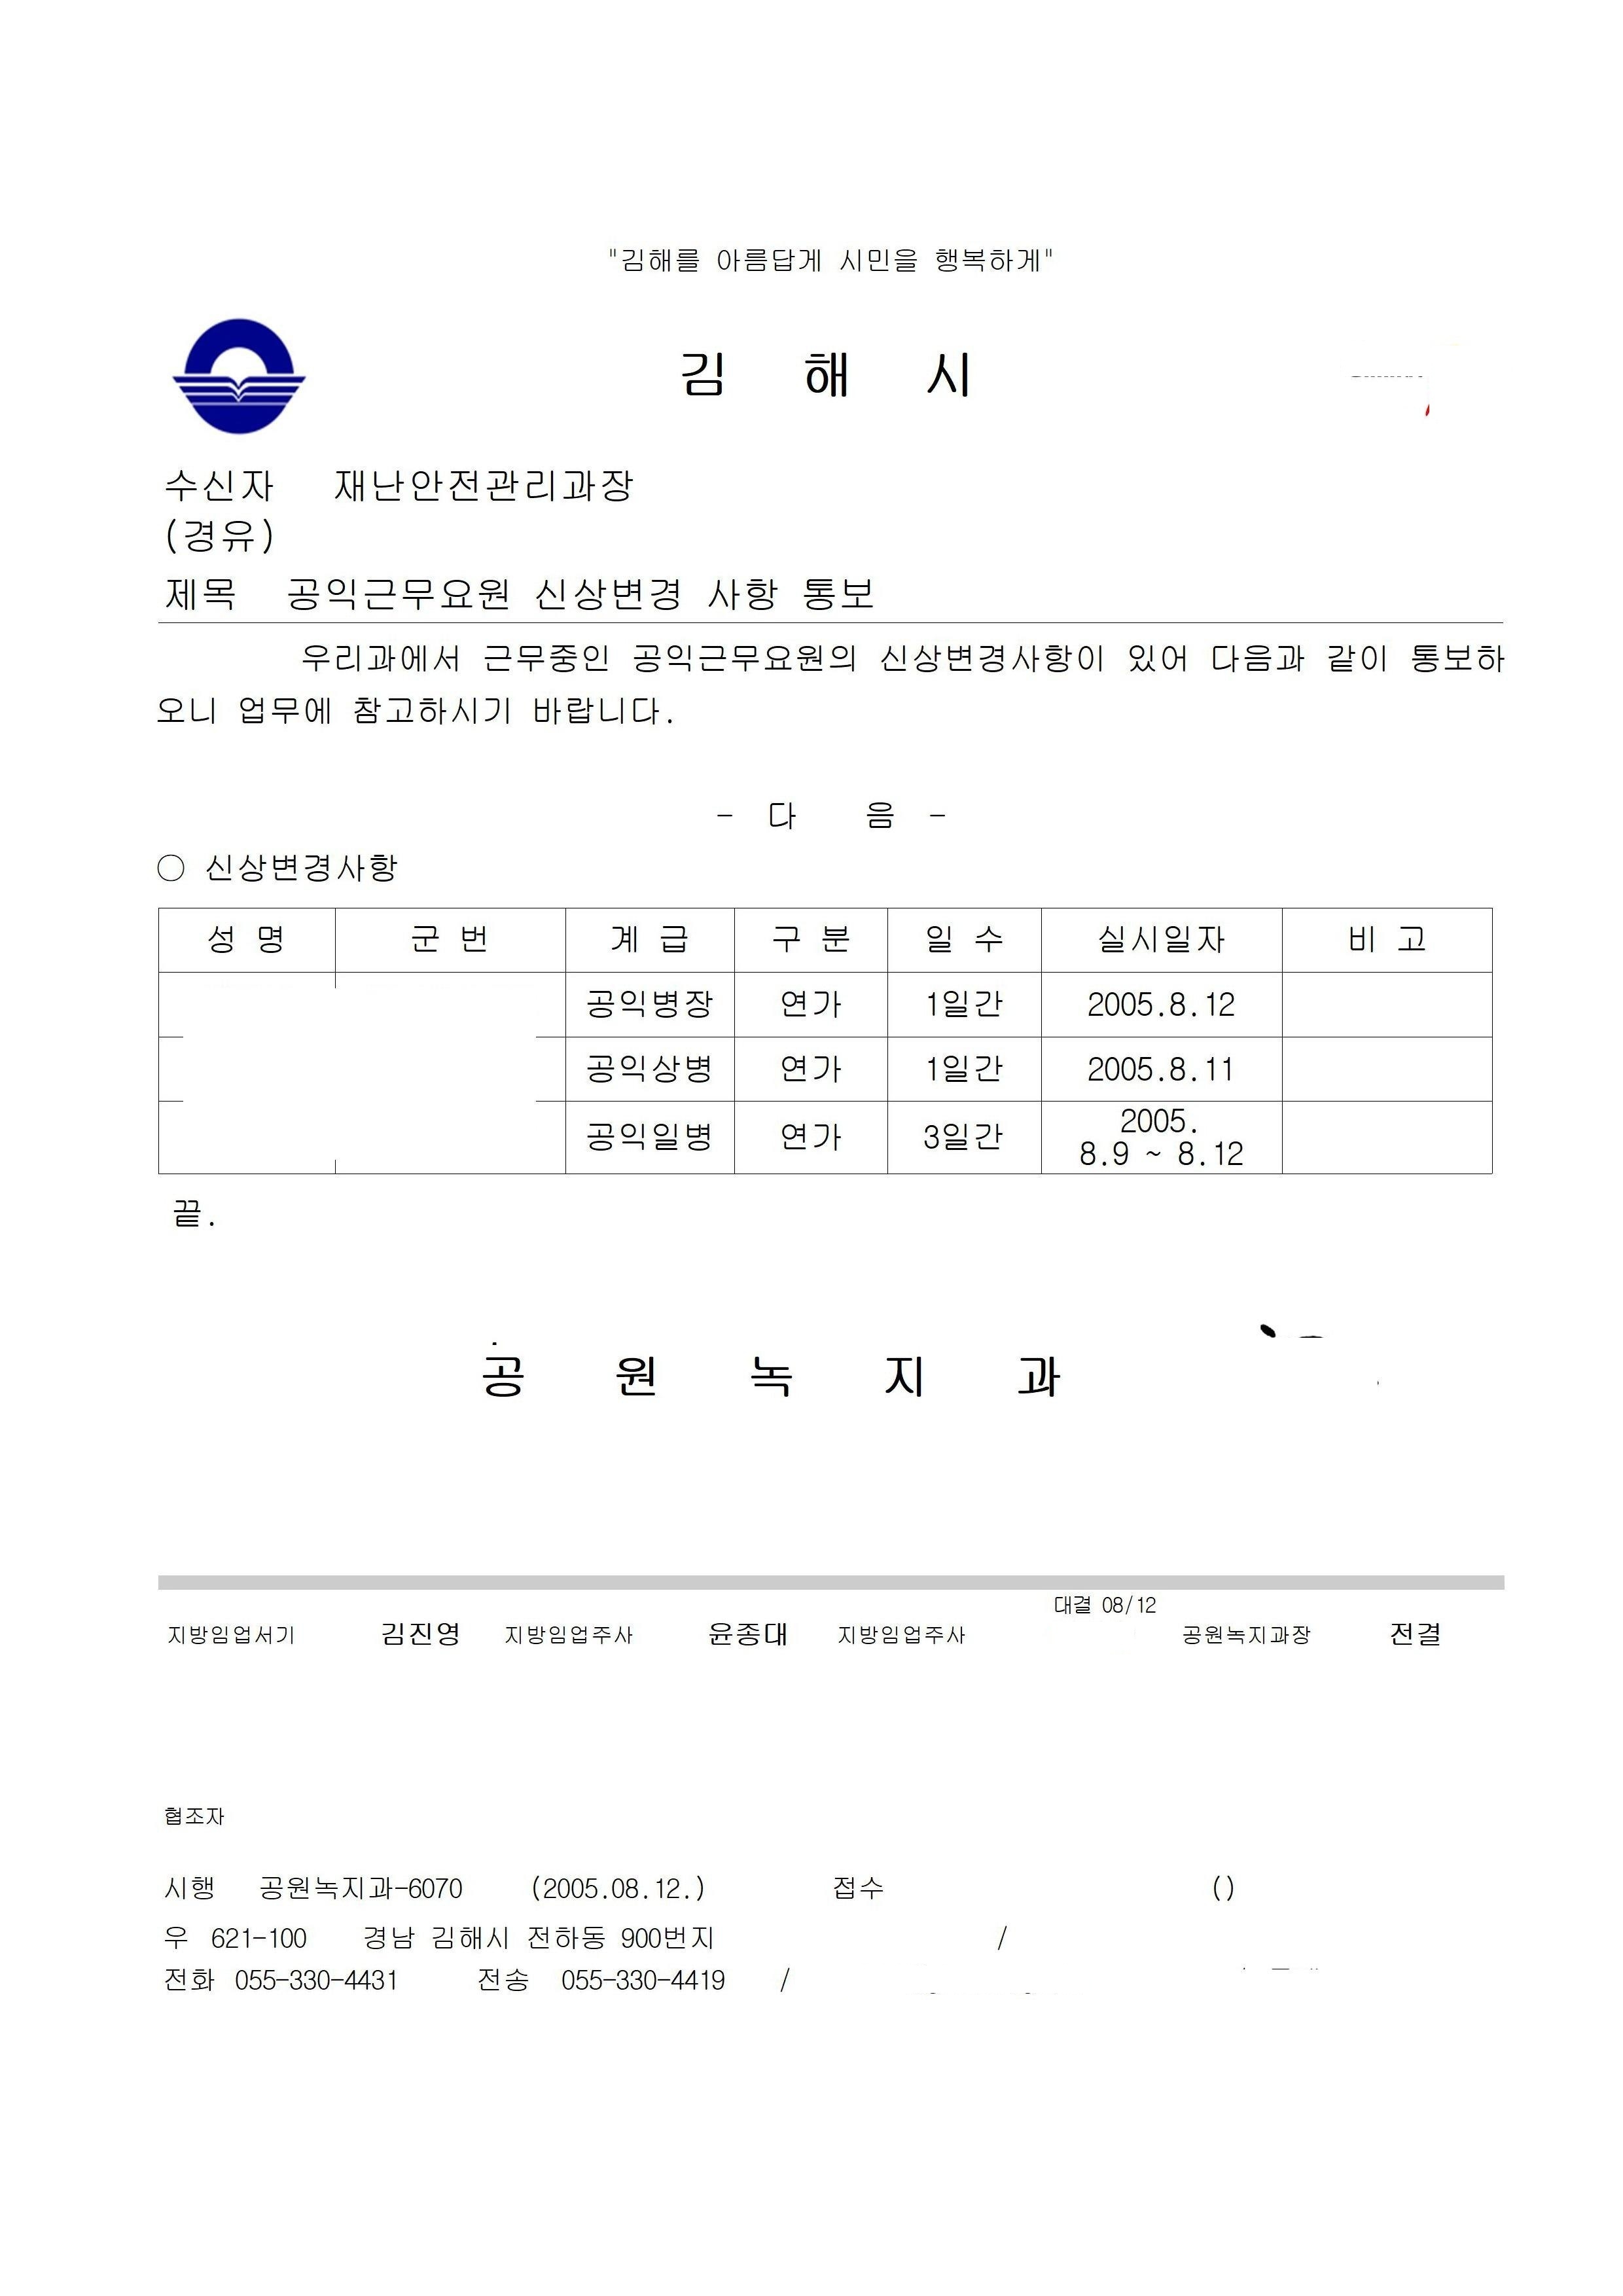 "김해를 아름답게 시민을 행복하게"
김 해 시
수신자 재난안전관리과장
(경유)
제목 공익근무요원 신상변경 사항 통보
우리과에서 근무중인 공익근무요원의 신상변경사항이 있어 다음과 같이 통보하
오니 업무에 참고하시기 바랍니다.
- 다 음 -
○ 신상변경사항
성 명 군 번 계 급 구 분 일 수 실시일자 비 고
공익병장 연가 1일간 2005.8.12
공익상병 연가 1일간 2005.8.11
공익일병 연가 3일간 2005.
8.9 ~ 8.12
끝.
공 원 녹 지 과
대결 08/12
지방임업서기 김진영 지방임업주사 윤종대 지방임업주사 공원녹지과장 전결
협조자
시행 공원녹지과-6070 (2005.08.12.) 접수 ()
우 621-100 경남 김해시 전하동 900번지 /
전화 055-330-4431 전송 055-330-4419 /